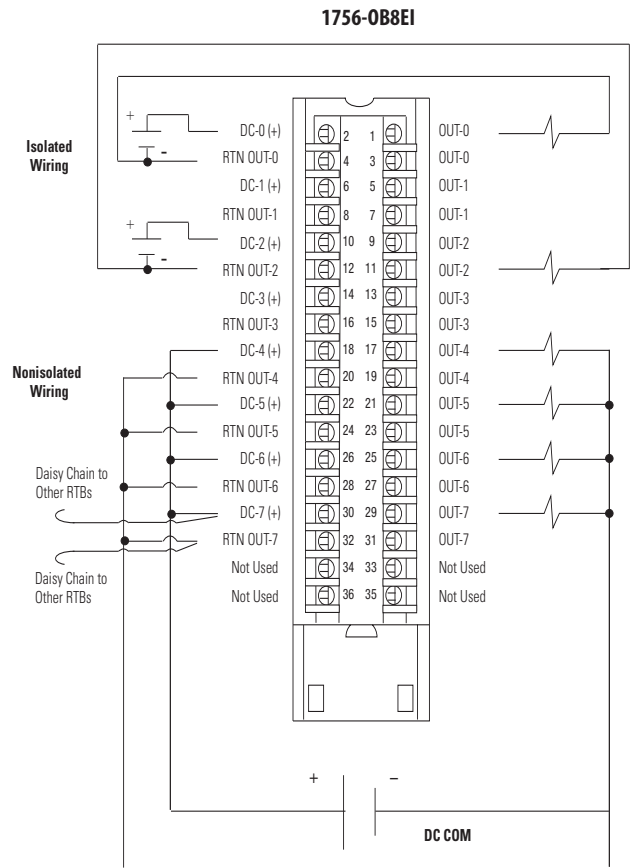 1756-OB8EI
+ DC-0 (+) 2 1 OUT-0
Isolated Wiring
- RTN OUT-0 4 3 OUT-0
DC-1 (+) 6 5 OUT-1
RTN OUT-1 8 7 OUT-1
+ DC-2 (+) 10 9 OUT-2
- RTN OUT-2 12 11 OUT-2
DC-3 (+) 14 13 OUT-3
RTN OUT-3 16 15 OUT-3
DC-4 (+) 18 17 OUT-4
Nonisolated
Wiring
RTN OUT-4 20 19 OUT-4
DC-5 (+) 22 21 OUT-5
RTN OUT-5 24 23 OUT-5
DC-6 (+) 26 25 OUT-6
Daisy Chain to
Other RTBs
RTN OUT-6 28 27 OUT-6
DC-7 (+) 30 29 OUT-7
RTN OUT-7 32 31 OUT-7
Daisy Chain to
Other RTBs
Not Used 34 33 Not Used
Not Used 36 35 Not Used
+ −
DC COM